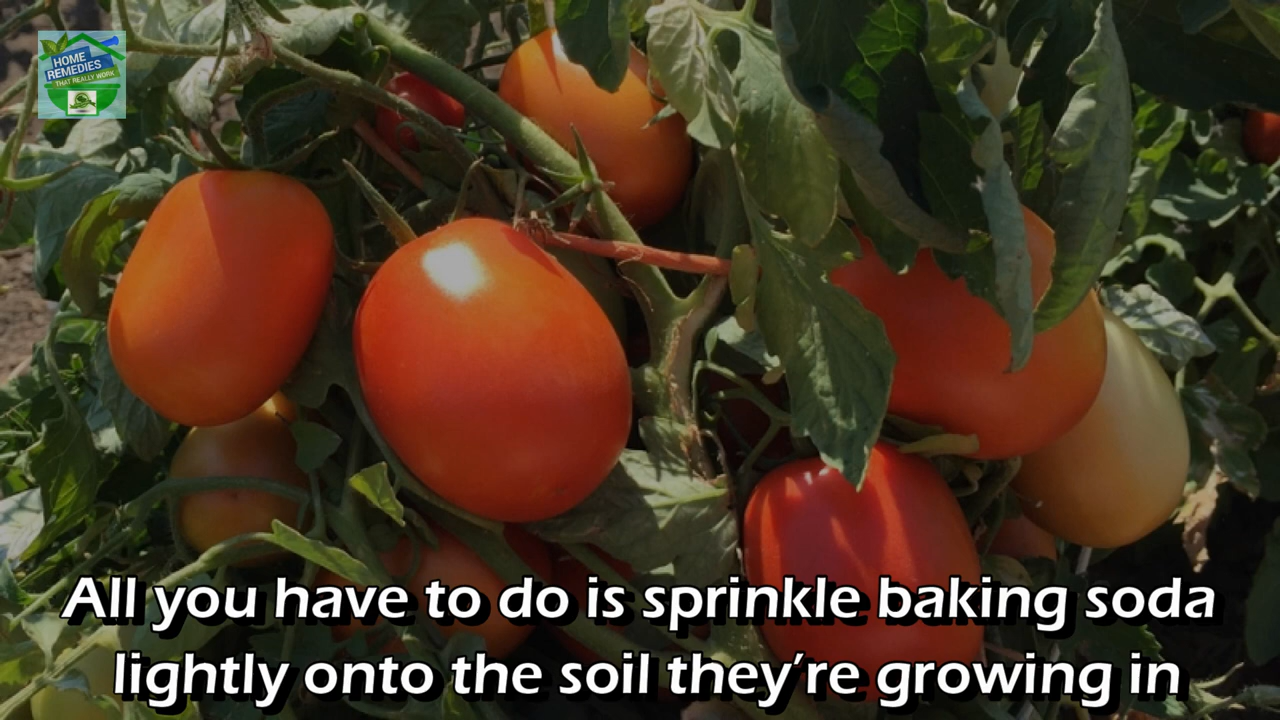 HOME
REMEDIES
THAT REALLY WORK
All you have to do is sprinkle baking soda
lightly onto the soil they're growing in